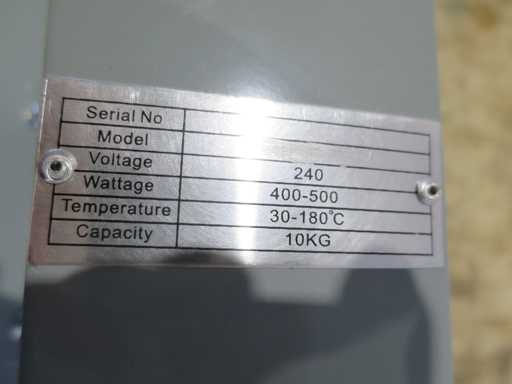 Serial No
Model
Voltage 240
Wattage 400-500
Temperature 30-180°C
Capacity 10KG